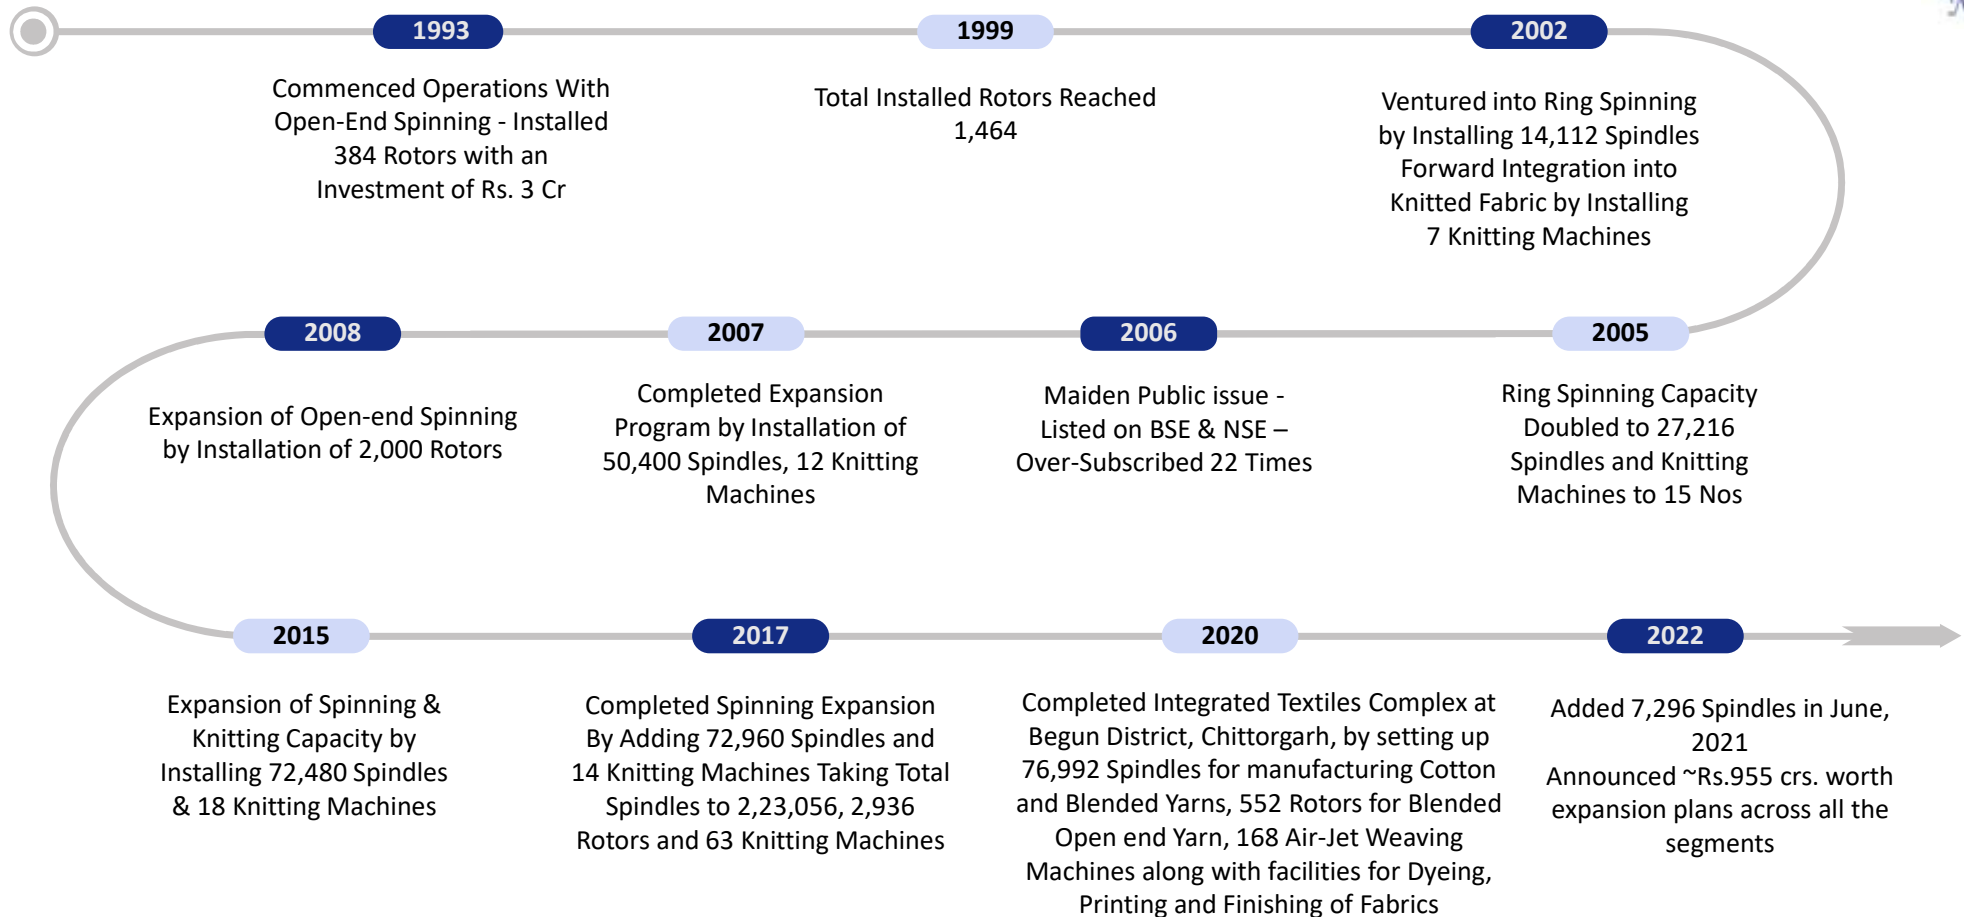 1993
Commenced Operations With
Open-End Spinning - Installed
384 Rotors with an
Investment of Rs. 3 Cr
1999
Total Installed Rotors Reached
1,464
2002
Ventured into Ring Spinning
by Installing 14,112 Spindles
Forward Integration into
Knitted Fabric by Installing
7 Knitting Machines
2005
Ring Spinning Capacity
Doubled to 27,216
Spindles and Knitting
Machines to 15 Nos
2006
Maiden Public issue -
Listed on BSE & NSE –
Over-Subscribed 22 Times
2007
Completed Expansion
Program by Installation of
50,400 Spindles, 12 Knitting
Machines
2008
Expansion of Open-end Spinning
by Installation of 2,000 Rotors
2015
Expansion of Spinning &
Knitting Capacity by
Installing 72,480 Spindles
& 18 Knitting Machines
2017
Completed Spinning Expansion
By Adding 72,960 Spindles and
14 Knitting Machines Taking Total
Spindles to 2,23,056, 2,936
Rotors and 63 Knitting Machines
2020
Completed Integrated Textiles Complex at
Begun District, Chittorgarh, by setting up
76,992 Spindles for manufacturing Cotton
and Blended Yarns, 552 Rotors for Blended
Open end Yarn, 168 Air-Jet Weaving
Machines along with facilities for Dyeing,
Printing and Finishing of Fabrics
2022
Added 7,296 Spindles in June,
2021
Announced ~Rs.955 crs. worth
expansion plans across all the
segments